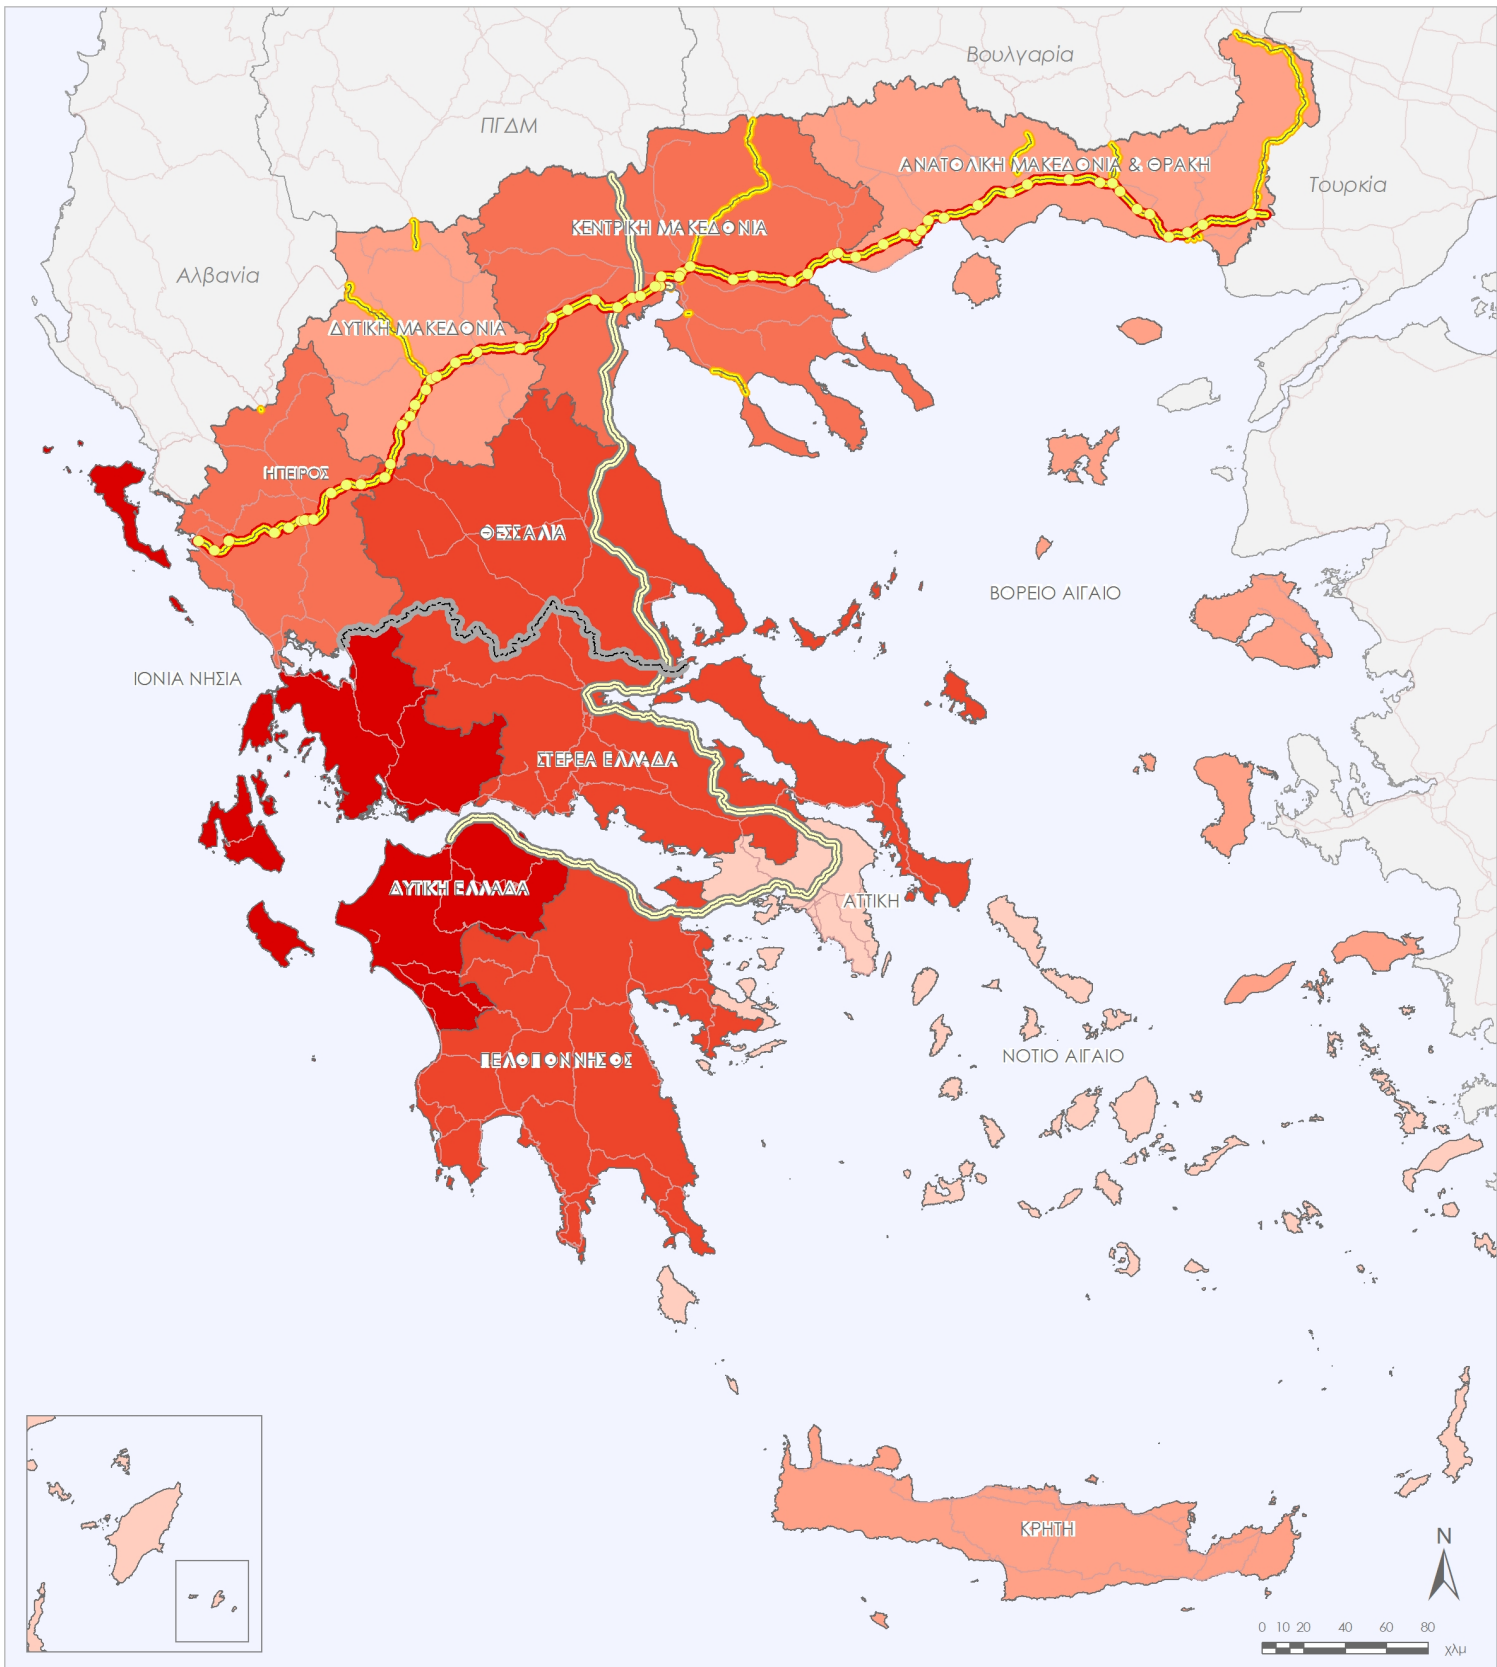 Βουλγαρία
ΠΓΔΜ
ΑΝΑΤΟΛΙΚΗ ΜΑΚΕΔΟΝΙΑ & ΘΡΑΚΗ
Τουρκία
ΚΕΝΤΡΙΚΗ ΜΑΚΕΔΟΝΙΑ
Αλβανία
ΔΥΤΙΚΗ ΜΑΚΕΔΟΝΙΑ
ΗΠΕΙΡΟΣ
ΘΕΣΣΑΛΙΑ
ΒΟΡΕΙΟ ΑΙΓΑΙΟ
ΙΟΝΙΑ ΝΗΣΙΑ
ΣΤΕΡΕΑ ΕΛΛΑΔΑ
ΔΥΤΙΚΗ ΕΛΛΑΔΑ
ΑΤΤΙΚΗ
ΝΟΤΙΟ ΑΙΓΑΙΟ
ΠΕΛΟΠΟΝΝΗΣΟΣ
ΚΡΗΤΗ
N
0 10 20 40 60 80
χλμ